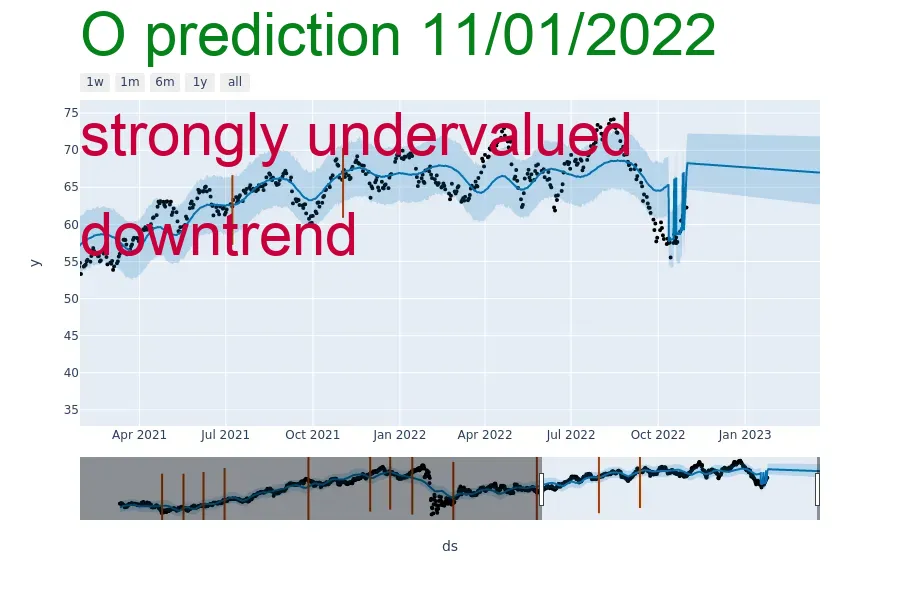 O prediction 11/01/2022
1w 1m 6m 1y all
strongly undervalued
downtrend
75
70
65
60
55
50
45
40
35
y
Apr 2021 Jul 2021 Oct 2021 Jan 2022 Apr 2022 Jul 2022 Oct 2022 Jan 2023
ds